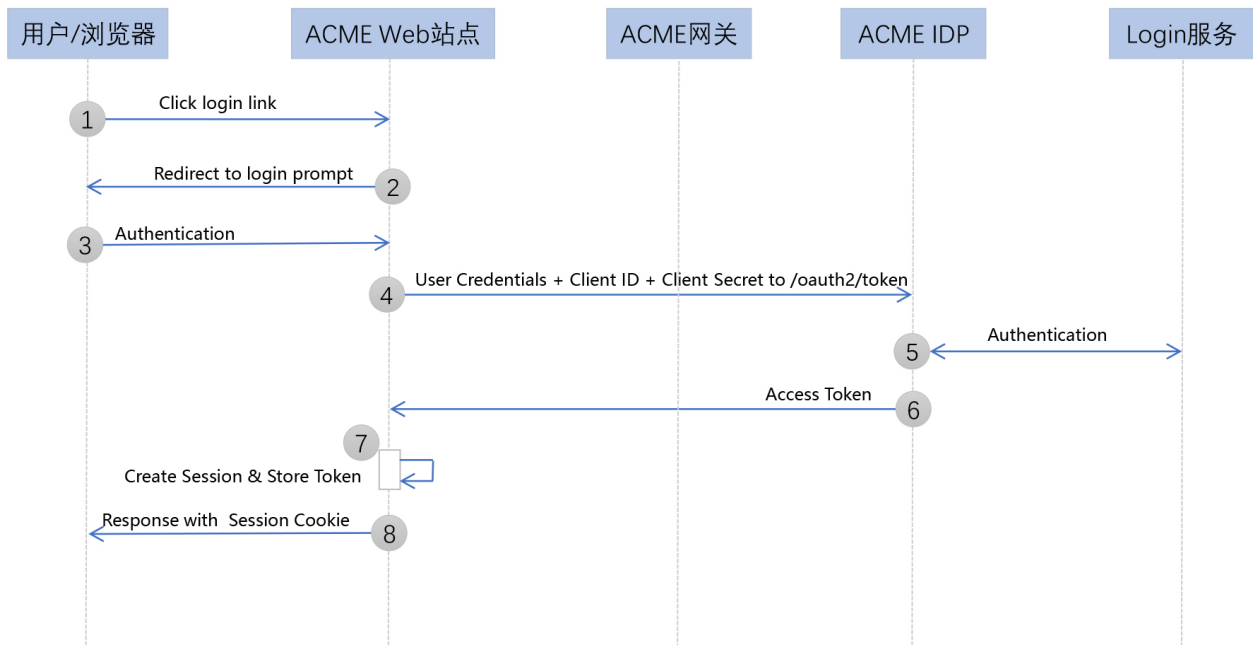 用户/浏览器
ACME Web站点
ACME网关
ACME IDP
Login服务
Click login link
1
Redirect to login prompt
2
Authentication
3
User Credentials + Client ID + Client Secret to /oauth2/token
4
Authentication
5
Access Token
6
7
Create Session & Store Token
Response with Session Cookie
8